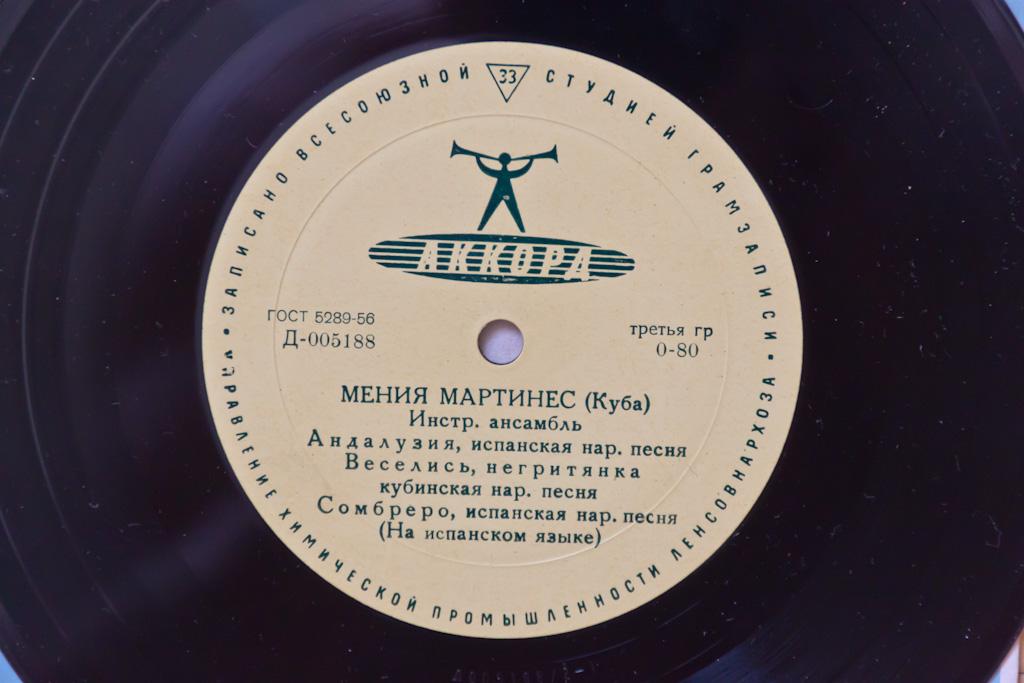 ЗАПИСАНО ВСЕСОЮЗНОЙ 33 СТУДИЕЙ ГРАМЗАПИСИ •
АККОРД
ГОСТ 5289-56
Д-005188
третья гр
0-80
МЕНИЯ МАРТИНЕС (Куба)
Инстр. ансамбль
Андалузия, испанская нар. песня
Веселись, негритянка
кубинская нар. песня
Сомбреро, испанская нар. песня
(На испанском языке)
• УПРАВЛЕНИЕ ХИМИЧЕСКОЙ ПРОМЫШЛЕННОСТИ ЛЕНСОВНАРХОЗА